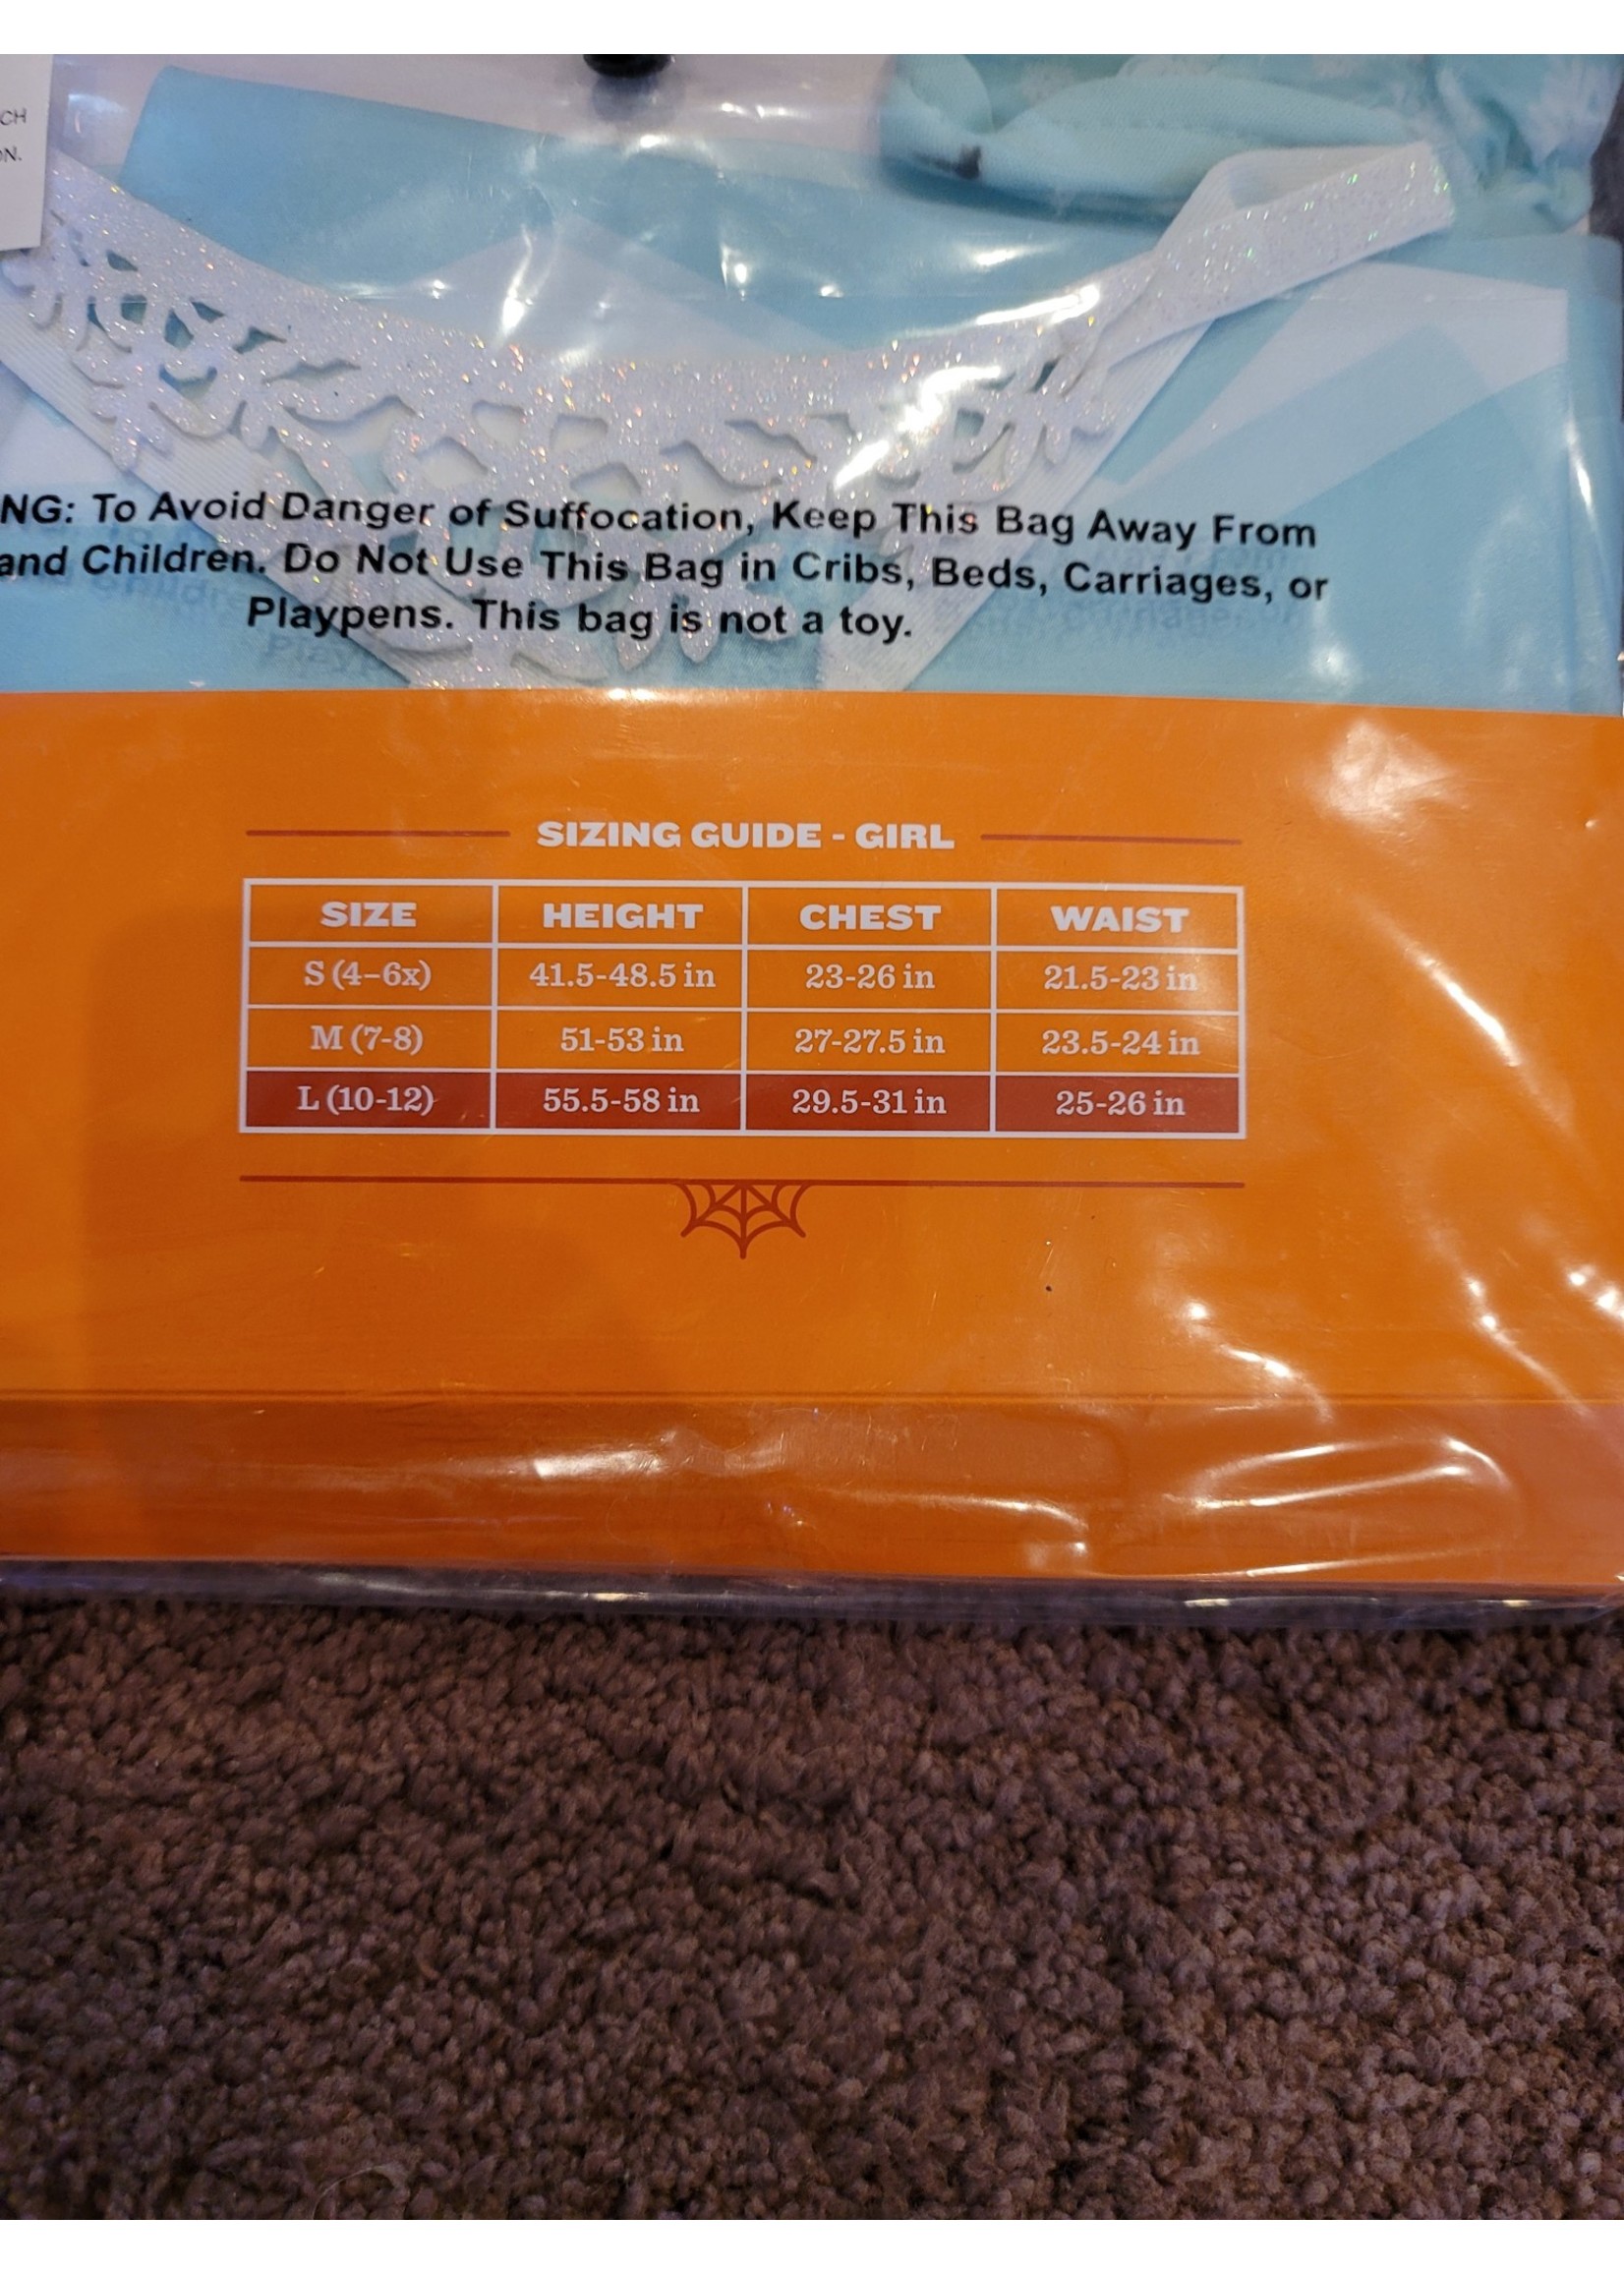 CH
ON.
NG: To Avoid Danger of Suffocation, Keep This Bag Away From
and Children. Do Not Use This Bag in Cribs, Beds, Carriages, or
Playpens. This bag is not a toy.
SIZING GUIDE - GIRL
SIZE HEIGHT CHEST WAIST
S (4-6x) 41.5-48.5 in 23-26 in 21.5-23 in
M (7-8) 51-53 in 27-27.5 in 23.5-24 in
L (10-12) 55.5-58 in 29.5-31 in 25-26 in